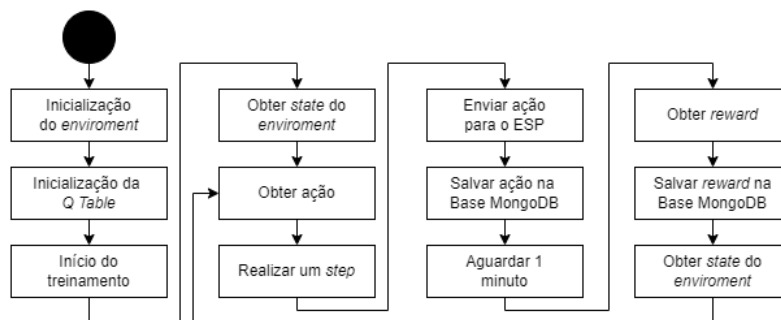 Inicialização
do enviroment
Inicialização da
Q Table
Início do
treinamento
Obter state do
enviroment
Obter ação
Realizar um step
Enviar ação
para o ESP
Salvar ação na
Base MongoDB
Aguardar 1
minuto
Obter reward
Salvar reward na
Base MongoDB
Obter state do
enviroment